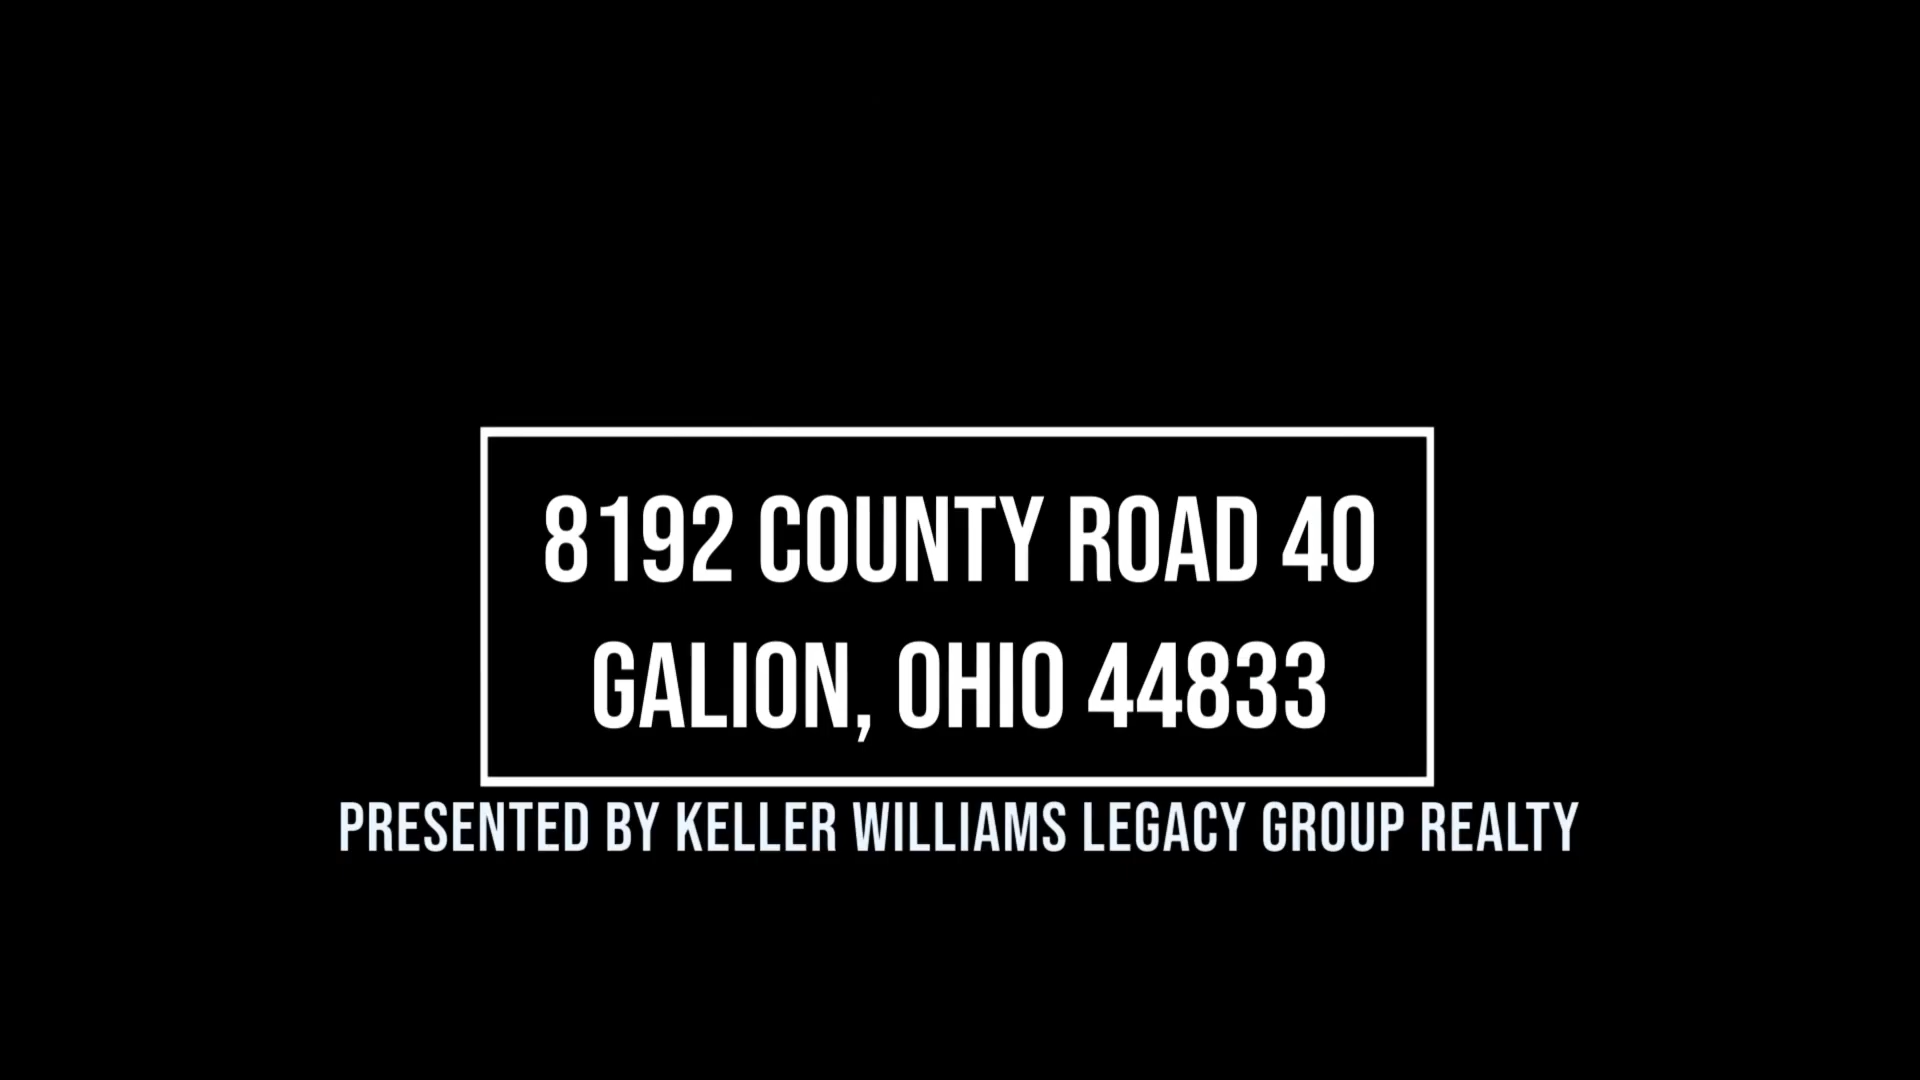 8192 COUNTY ROAD 40
GALION, OHIO 44833
PRESENTED BY KELLER WILLIAMS LEGACY GROUP REALTY